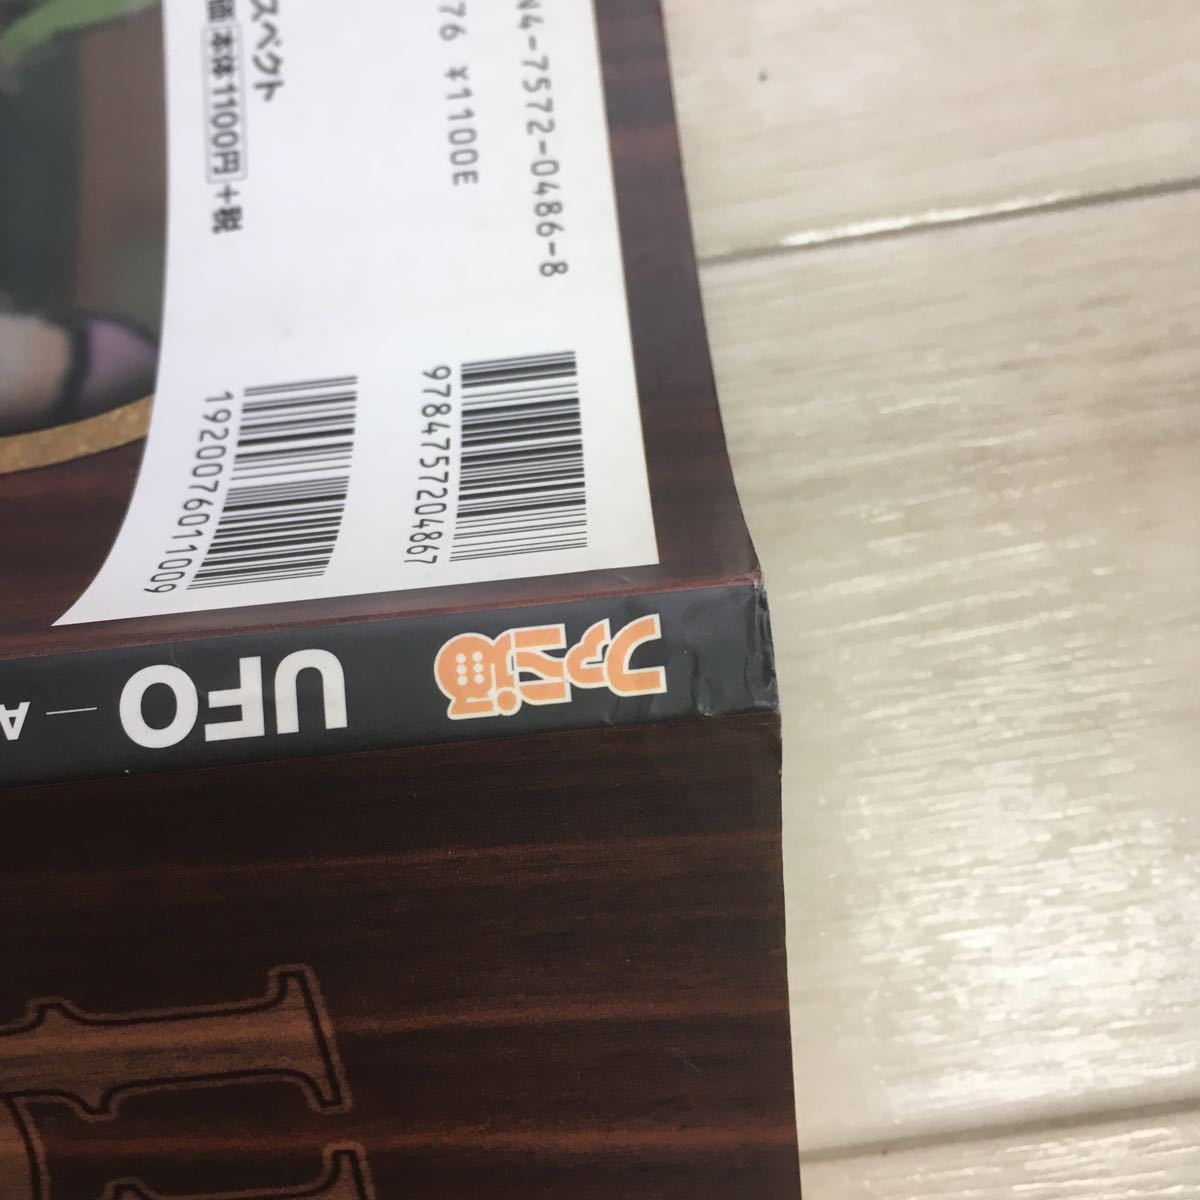 N4-7572-0486-8
76 ¥1100E
スペクト
価 本体1100円+税
9784757204867
1920076011009
ファミ通
UFO — A